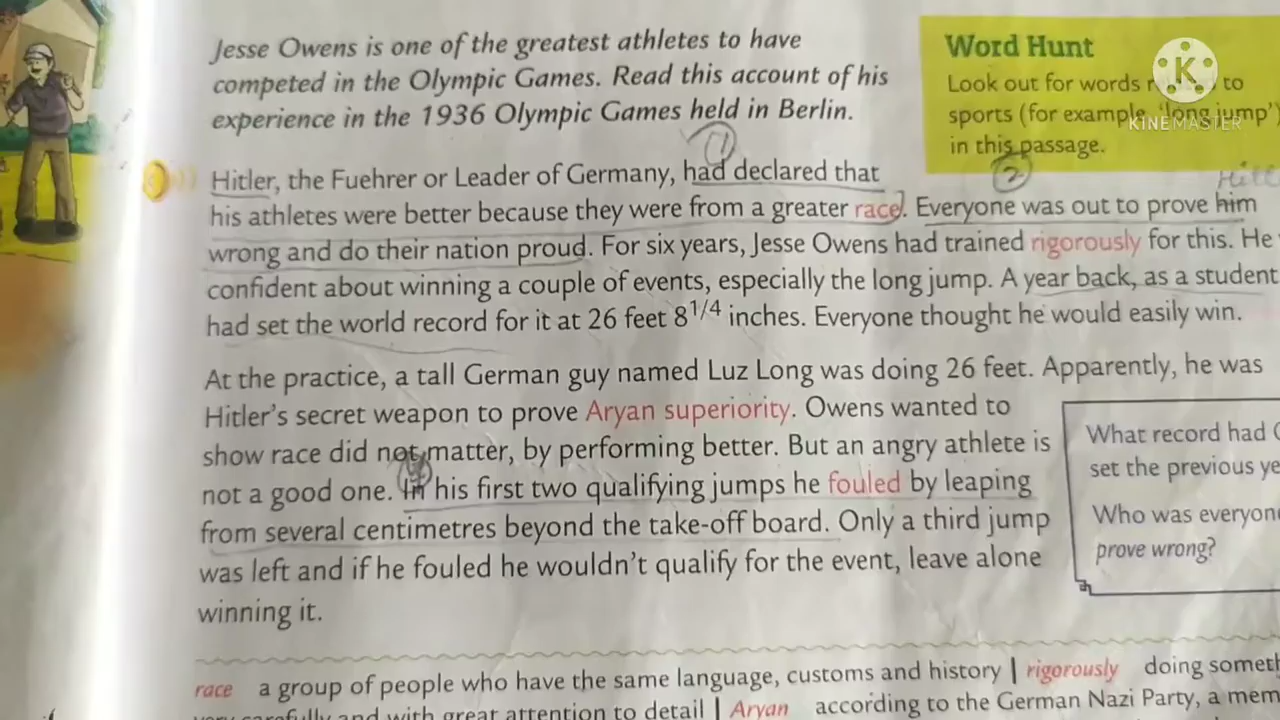 Jesse Owens is one of the greatest athletes to have
competed in the Olympic Games. Read this account of his
experience in the 1936 Olympic Games held in Berlin.
Word Hunt
Look out for words to
sports (for example, 'long jump')
in this passage.
K
KINEMASTER
1
2
Hitler, the Fuehrer or Leader of Germany, had declared that
his athletes were better because they were from a greater race. Everyone was out to prove him
wrong and do their nation proud. For six years, Jesse Owens had trained rigorously for this. He
confident about winning a couple of events, especially the long jump. A year back, as a student
had set the world record for it at 26 feet 8 1/4 inches. Everyone thought he would easily win.
At the practice, a tall German guy named Luz Long was doing 26 feet. Apparently, he was
Hitler's secret weapon to prove Aryan superiority. Owens wanted to
show race did not matter, by performing better. But an angry athlete is
not a good one. In his first two qualifying jumps he fouled by leaping
from several centimetres beyond the take-off board. Only a third jump
was left and if he fouled he wouldn't qualify for the event, leave alone
winning it.
What record had
set the previous
Who was
prove wrong?
race a group of people who have the same language, customs and history | rigorously doing
carefully and with great attention to detail | Aryan according to the German Nazi Party, a